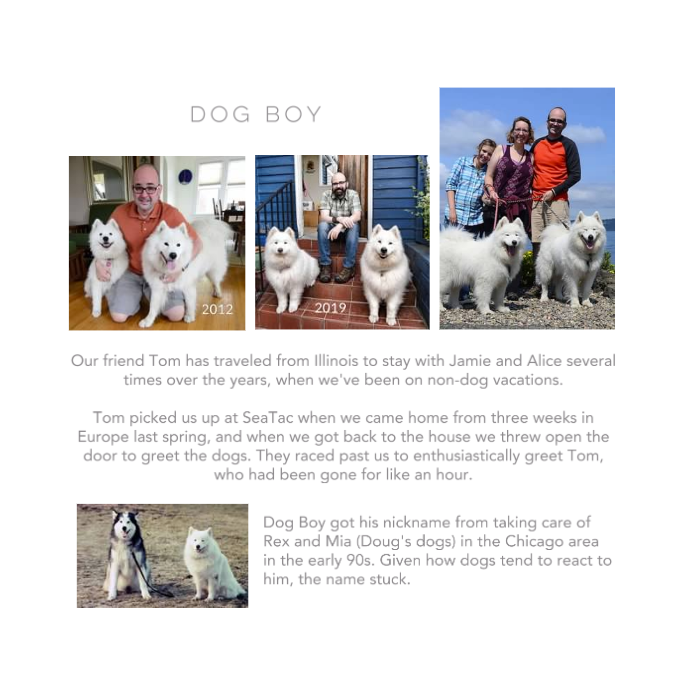 DOG BOY
2012
2019
Our friend Tom has traveled from Illinois to stay with Jamie and Alice several
times over the years, when we've been on non-dog vacations.
Tom picked us up at SeaTac when we came home from three weeks in
Europe last spring, and when we got back to the house we threw open the
door to greet the dogs. They raced past us to enthusiastically greet Tom,
who had been gone for like an hour.
Dog Boy got his nickname from taking care of
Rex and Mia (Doug's dogs) in the Chicago area
in the early 90s. Given how dogs tend to react to
him, the name stuck.